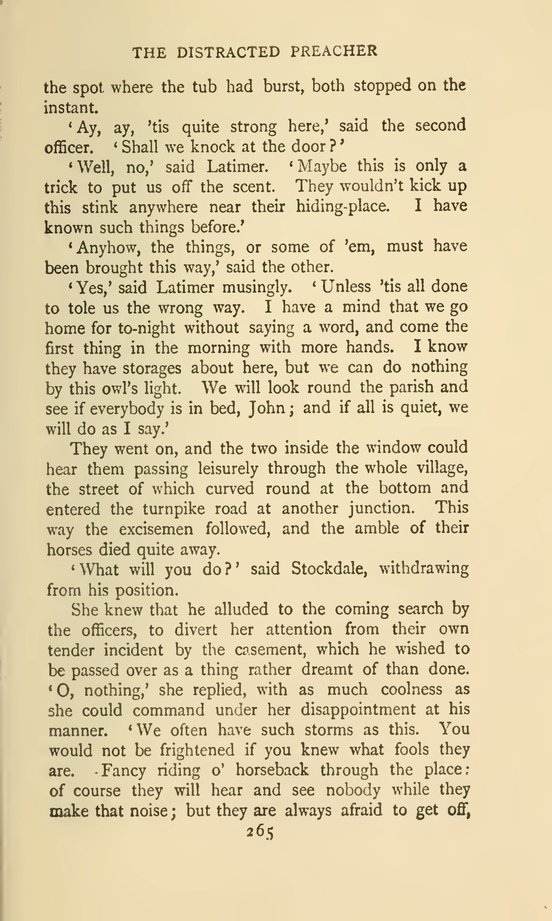 THE DISTRACTED PREACHER
the spot where the tub had burst, both stopped on the
instant.
‘Ay, ay, ’tis quite strong here,’ said the second
officer. ‘Shall we knock at the door?’
‘Well, no,’ said Latimer. ‘Maybe this is only a
trick to put us off the scent. They wouldn’t kick up
this stink anywhere near their hiding-place. I have
known such things before.’
‘Anyhow, the things, or some of ’em, must have
been brought this way,’ said the other.
‘Yes,’ said Latimer musingly. ‘Unless ’tis all done
to tole us the wrong way. I have a mind that we go
home for to-night without saying a word, and come the
first thing in the morning with more hands. I know
they have storages about here, but we can do nothing
by this owl’s light. We will look round the parish and
see if everybody is in bed, John; and if all is quiet, we
will do as I say.’
They went on, and the two inside the window could
hear them passing leisurely through the whole village,
the street of which curved round at the bottom and
entered the turnpike road at another junction. This
way the excisemen followed, and the amble of their
horses died quite away.
‘What will you do?’ said Stockdale, withdrawing
from his position.
She knew that he alluded to the coming search by
the officers, to divert her attention from their own
tender incident by the casement, which he wished to
be passed over as a thing rather dreamt of than done.
‘O, nothing,’ she replied, with as much coolness as
she could command under her disappointment at his
manner. ‘We often have such storms as this. You
would not be frightened if you knew what fools they
are. Fancy riding o’ horseback through the place:
of course they will hear and see nobody while they
make that noise; but they are always afraid to get off,
265